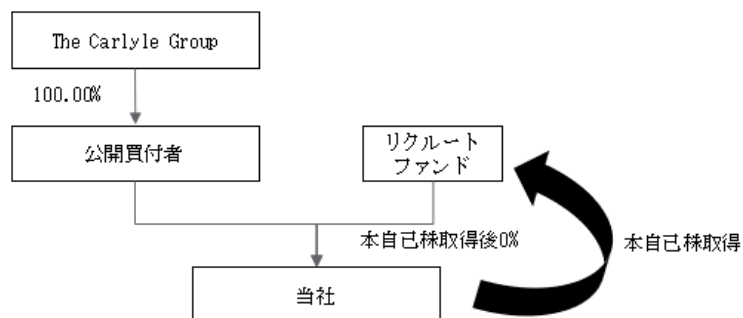 The Carlyle Group
100.00%
公開買付者
リクルート
ファンド
本自己株取得後0%
本自己株取得
当社